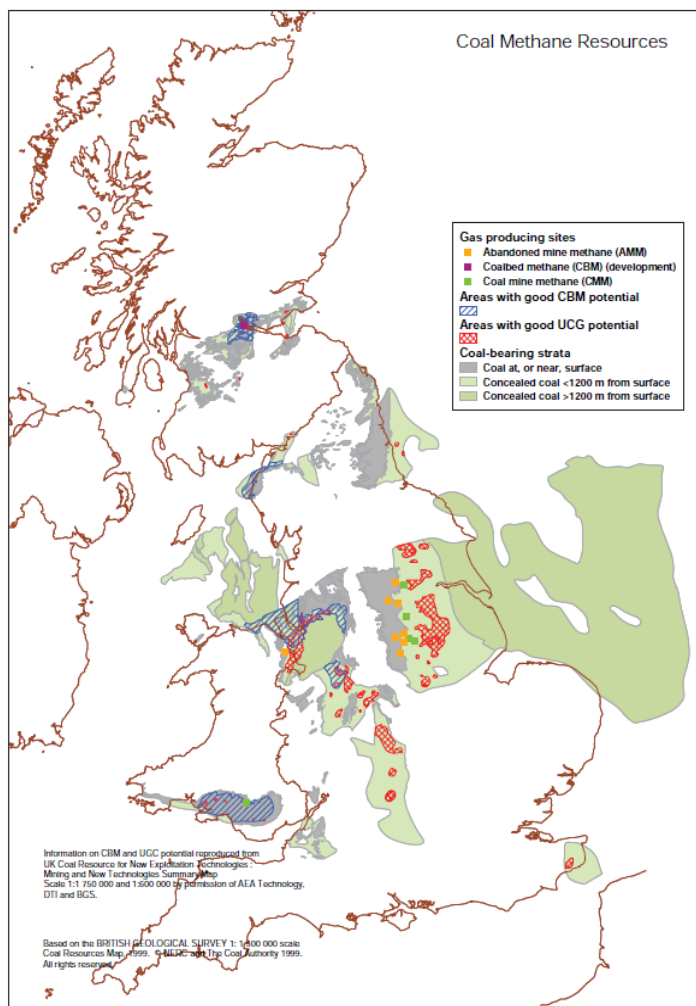 Coal Methane Resources
Gas producing sites
Abandoned mine methane (AMM)
Coalbed methane (CBM) (development)
Coal mine methane (CMM)
Areas with good CBM potential
Areas with good UCG potential
Coal-bearing strata
Coal at, or near, surface
Concealed coal <1200 m from surface
Concealed coal >1200 m from surface
Information on CBM and UGC potential reproduced from
UK Coal Resource for New Exploitation Technologies :
Mining and New Technologies Summary Map
Scale 1:1 750 000 and 1:600 000 by permission of AEA Technology,
DTI and BGS.
Based on the BRITISH GEOLOGICAL SURVEY 1: 1 500 000 scale
Coal Resources Map, 1999. © NERC and The Coal Authority 1999.
All rights reserved